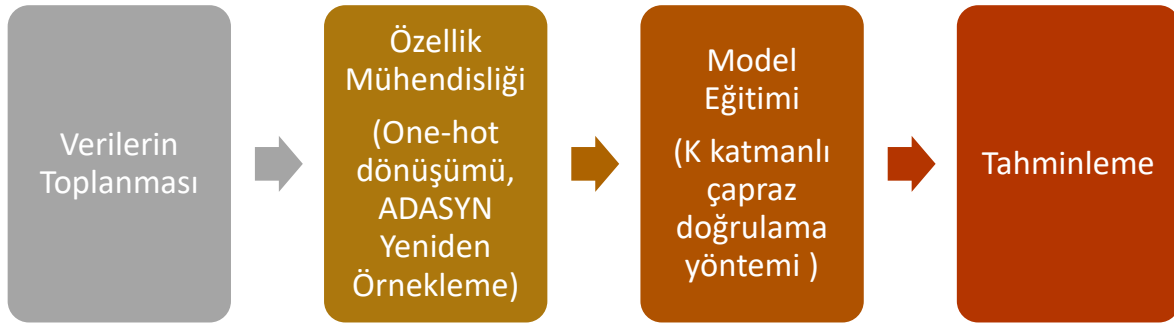 Verilerin
Toplanması
Özellik
Mühendisliği
(One-hot
dönüşümü,
ADASYN
Yeniden
Örnekleme)
Model
Eğitimi
(K katmanlı
çapraz
doğrulama
yöntemi )
Tahminleme